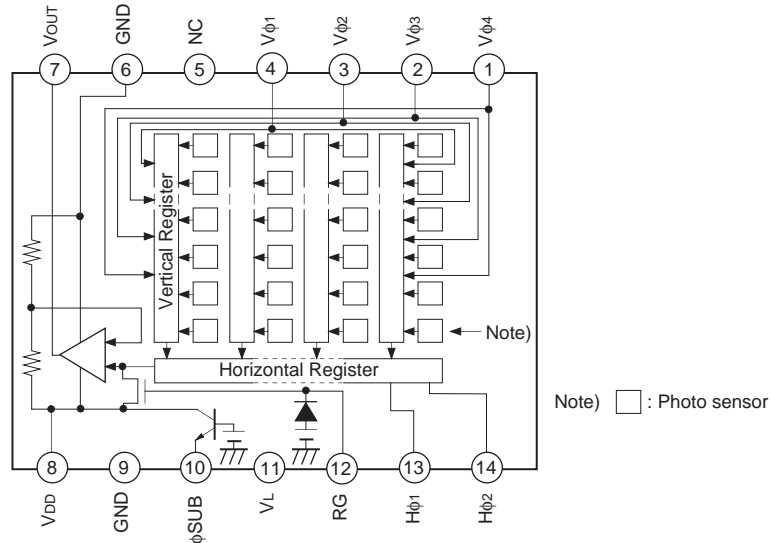 VOUT
GND
NC
Vφ1
Vφ2
Vφ3
Vφ4
7
6
5
4
3
2
1
Vertical Register
Note)
Horizontal Register
Note) : Photo sensor
8
9
10
11
12
13
14
VDD
GND
φSUB
VL
RG
Hφ1
Hφ2